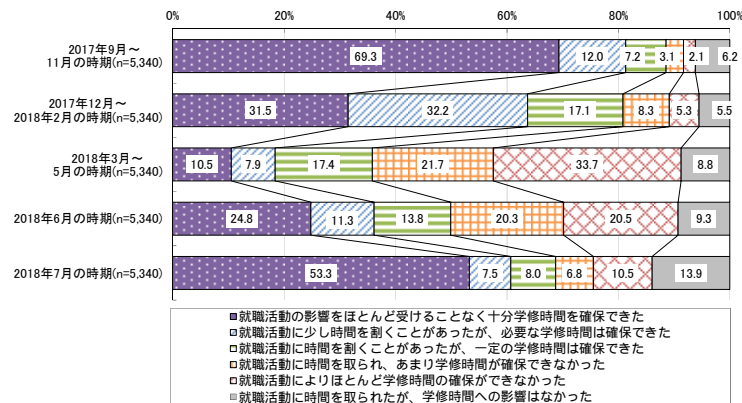 0% 20% 40% 60% 80% 100%
2017年9月～
11月の時期(n=5,340)
69.3 12.0 7.2 3.1 2.1 6.2
2017年12月～
2018年2月の時期(n=5,340)
31.5 32.2 17.1 8.3 5.3 5.5
2018年3月～
5月の時期(n=5,340)
10.5 7.9 17.4 21.7 33.7 8.8
2018年6月の時期(n=5,340)
24.8 11.3 13.8 20.3 20.5 9.3
2018年7月の時期(n=5,340)
53.3 7.5 8.0 6.8 10.5 13.9
就職活動の影響をほとんど受けることなく十分学修時間を確保できた
就職活動に少し時間を割くことがあったが、必要な学修時間は確保できた
就職活動に時間を割くことがあったが、一定の学修時間は確保できた
就職活動に時間を取られ、あまり学修時間が確保できなかった
就職活動によりほとんど学修時間の確保ができなかった
就職活動に時間を取られたが、学修時間への影響はなかった